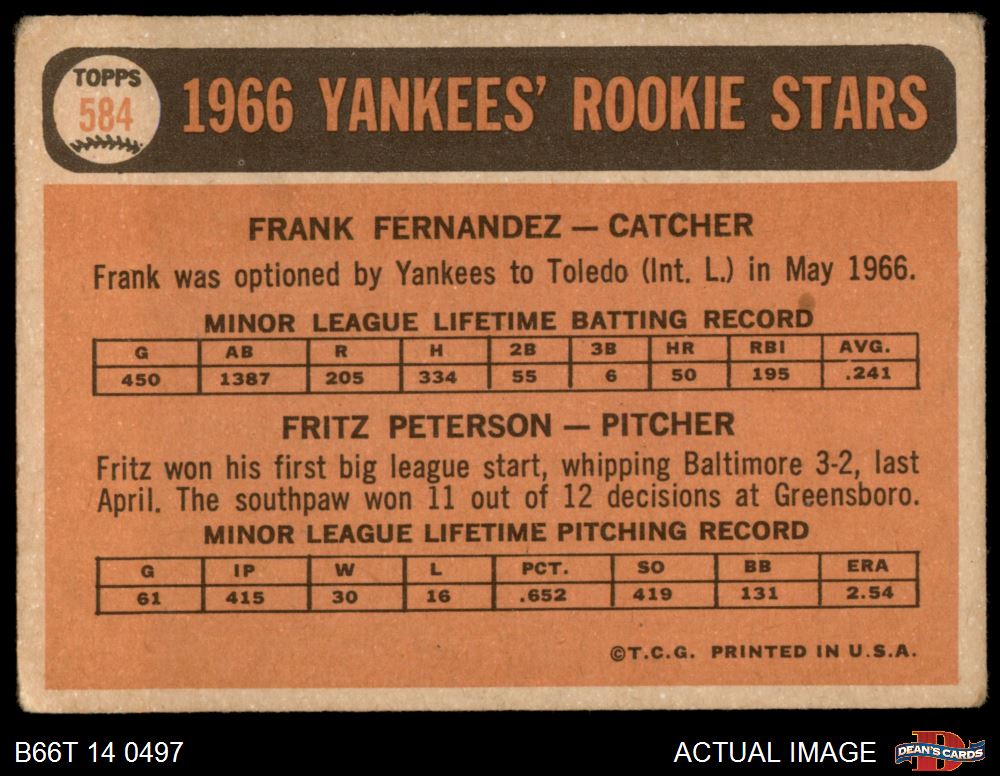 TOPPS
584
1966 YANKEES' ROOKIE STARS
FRANK FERNANDEZ — CATCHER
Frank was optioned by Yankees to Toledo (Int. L.) in May 1966.
MINOR LEAGUE LIFETIME BATTING RECORD
G AB R H 2B 3B HR RBI AVG.
450 1387 205 334 55 6 50 195 .241
FRITZ PETERSON — PITCHER
Fritz won his first big league start, whipping Baltimore 3-2, last
April. The southpaw won 11 out of 12 decisions at Greensboro.
MINOR LEAGUE LIFETIME PITCHING RECORD
G IP W L PCT. SO BB ERA
61 415 30 16 .652 419 131 2.54
©T.C.G. PRINTED IN U.S.A.
B66T 14 0497
ACTUAL IMAGE
DEAN'S CARDS